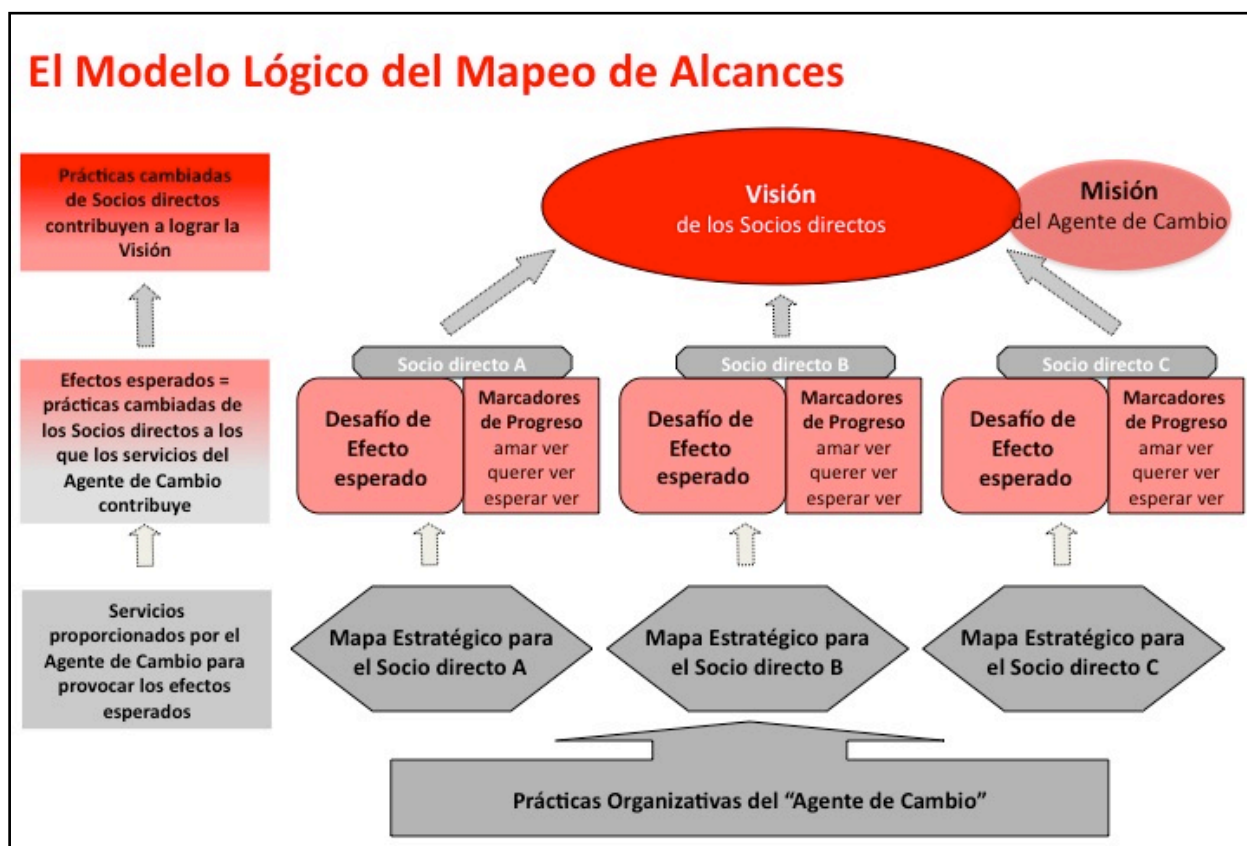 El Modelo Lógico del Mapeo de Alcances
Prácticas cambiadas
de Socios directos
contribuyen a lograr la
Visión
Visión
de los Socios directos
Misión
del Agente de Cambio
Efectos esperados =
prácticas cambiadas de
los Socios directos a los
que los servicios del
Agente de Cambio
contribuye
Socio directo A
Desafío de
Efecto
esperado
Marcadores
de Progreso
amar ver
querer ver
esperar ver
Socio directo B
Desafío de
Efecto
esperado
Marcadores
de Progreso
amar ver
querer ver
esperar ver
Socio directo C
Desafío de
Efecto
esperado
Marcadores
de Progreso
amar ver
querer ver
esperar ver
Servicios
proporcionados por el
Agente de Cambio para
provocar los efectos
esperados
Mapa Estratégico para
el Socio directo A
Mapa Estratégico para
el Socio directo B
Mapa Estratégico para
el Socio directo C
Prácticas Organizativas del “Agente de Cambio”